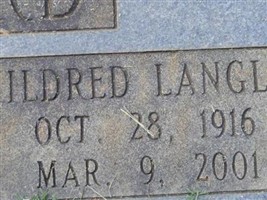 D
ILDRED LANGL
OCT. 28, 1916
MAR. 9, 2001